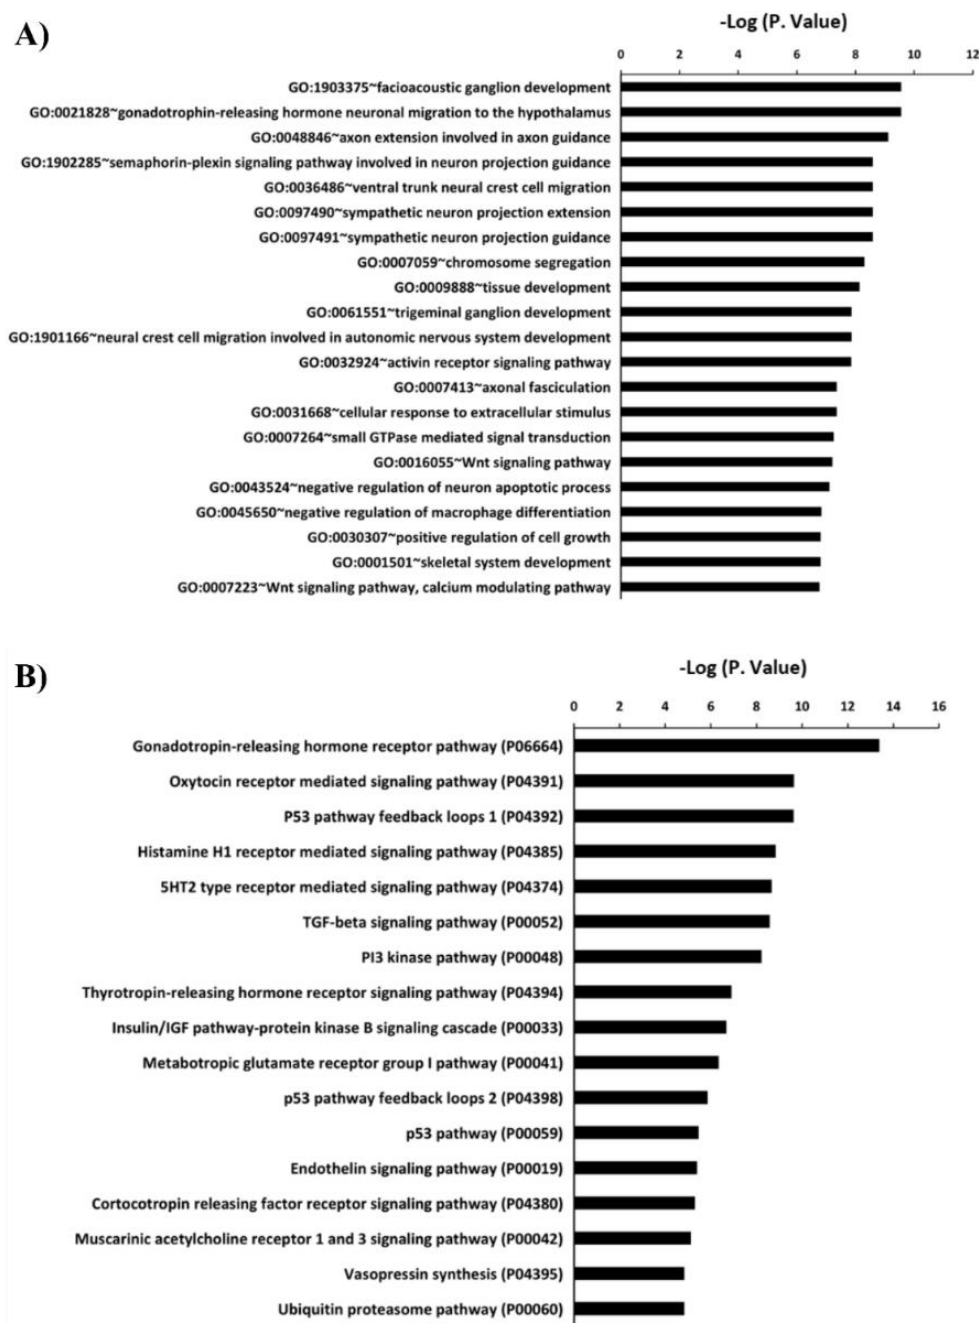 A)
-Log (P. Value)
0 2 4 6 8 10 12
GO:1903375~facioacoustic ganglion development
GO:0021828~gonadotrophin-releasing hormone neuronal migration to the hypothalamus
GO:0048846~axon extension involved in axon guidance
GO:1902285~semaphorin-plexin signaling pathway involved in neuron projection guidance
GO:0036486~ventral trunk neural crest cell migration
GO:0097490~sympathetic neuron projection extension
GO:0097491~sympathetic neuron projection guidance
GO:0007059~chromosome segregation
GO:0009888~tissue development
GO:0061551~trigeminal ganglion development
GO:1901166~neural crest cell migration involved in autonomic nervous system development
GO:0032924~activin receptor signaling pathway
GO:0007413~axonal fasciculation
GO:0031668~cellular response to extracellular stimulus
GO:0007264~small GTPase mediated signal transduction
GO:0016055~Wnt signaling pathway
GO:0043524~negative regulation of neuron apoptotic process
GO:0045650~negative regulation of macrophage differentiation
GO:0030307~positive regulation of cell growth
GO:0001501~skeletal system development
GO:0007223~Wnt signaling pathway, calcium modulating pathway
B)
-Log (P. Value)
0 2 4 6 8 10 12 14 16
Gonadotropin-releasing hormone receptor pathway (P06664)
Oxytocin receptor mediated signaling pathway (P04391)
P53 pathway feedback loops 1 (P04392)
Histamine H1 receptor mediated signaling pathway (P04385)
5HT2 type receptor mediated signaling pathway (P04374)
TGF-beta signaling pathway (P00052)
PI3 kinase pathway (P00048)
Thyrotropin-releasing hormone receptor signaling pathway (P04394)
Insulin/IGF pathway-protein kinase B signaling cascade (P00033)
Metabotropic glutamate receptor group I pathway (P00041)
p53 pathway feedback loops 2 (P04398)
p53 pathway (P00059)
Endothelin signaling pathway (P00019)
Cortocotropin releasing factor receptor signaling pathway (P04380)
Muscarinic acetylcholine receptor 1 and 3 signaling pathway (P00042)
Vasopressin synthesis (P04395)
Ubiquitin proteasome pathway (P00060)